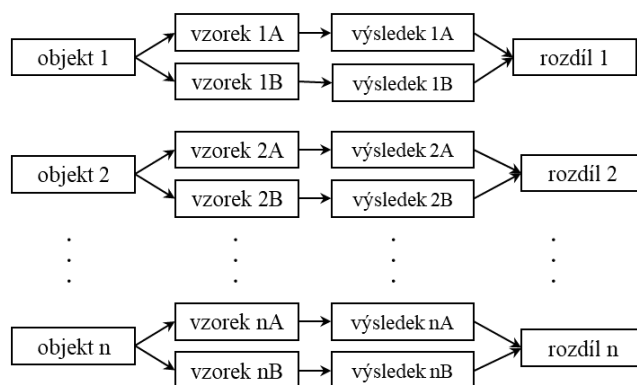 vzorek 1A výsledek 1A
objekt 1 rozdíl 1
vzorek 1B výsledek 1B
vzorek 2A výsledek 2A
objekt 2 rozdíl 2
vzorek 2B výsledek 2B
vzorek nA výsledek nA
objekt n rozdíl n
vzorek nB výsledek nB